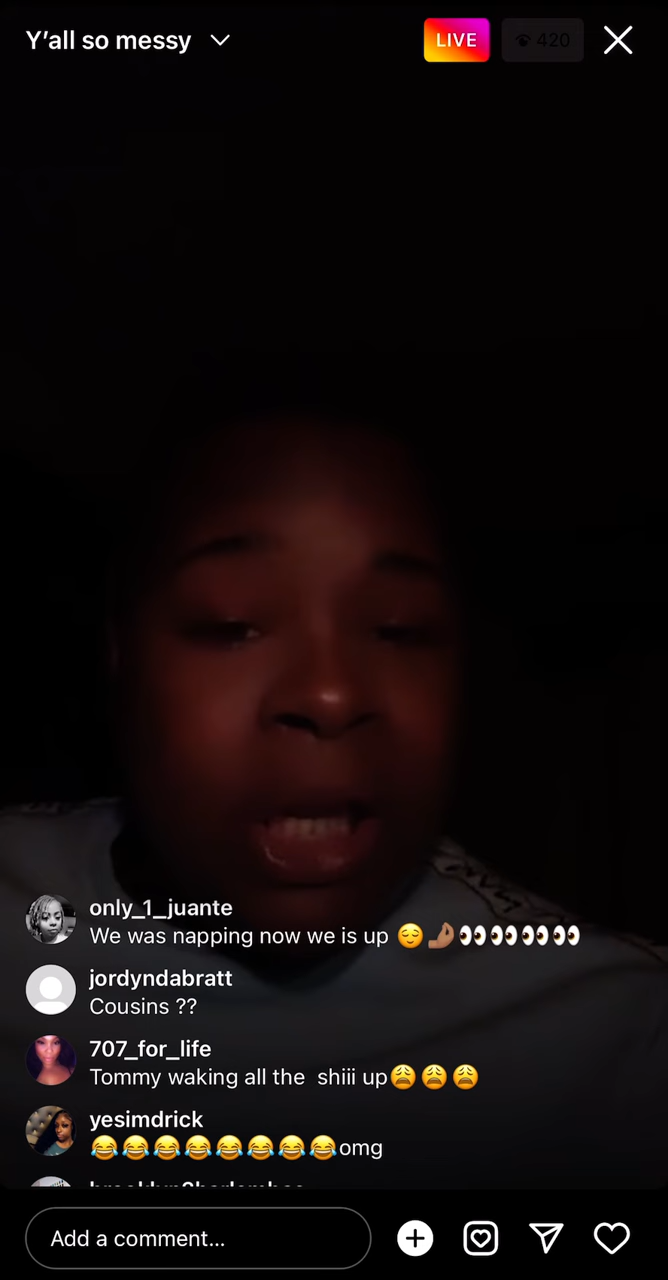 Y’all so messy
LIVE
420
only_1_juante
We was napping now we is up 😌🤌🏽👀👀👀👀
jordyndabratt
Cousins ??
707_for_life
Tommy waking all the  shiii up😩😩😩
yesimdrick
😂😂😂😂😂😂😂😂omg
Add a comment...